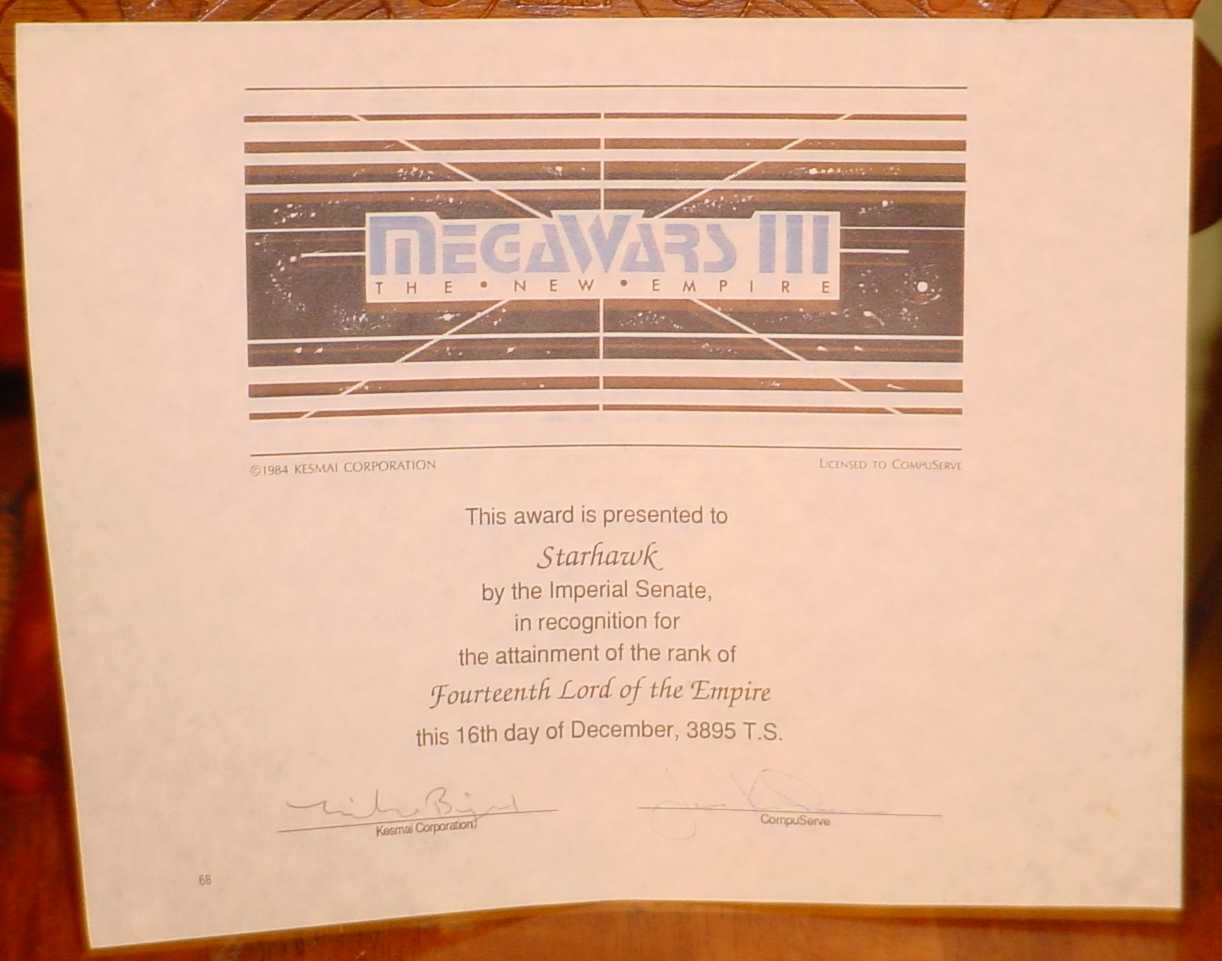 MEGAWARS III
THE • NEW • EMPIRE
©1984 KESMAI CORPORATION
LICENSED TO COMPUSERVE
This award is presented to
Starhawk
by the Imperial Senate,
in recognition for
the attainment of the rank of
Fourteenth Lord of the Empire
this 16th day of December, 3895 T.S.
Kesmai Corporation
CompuServe